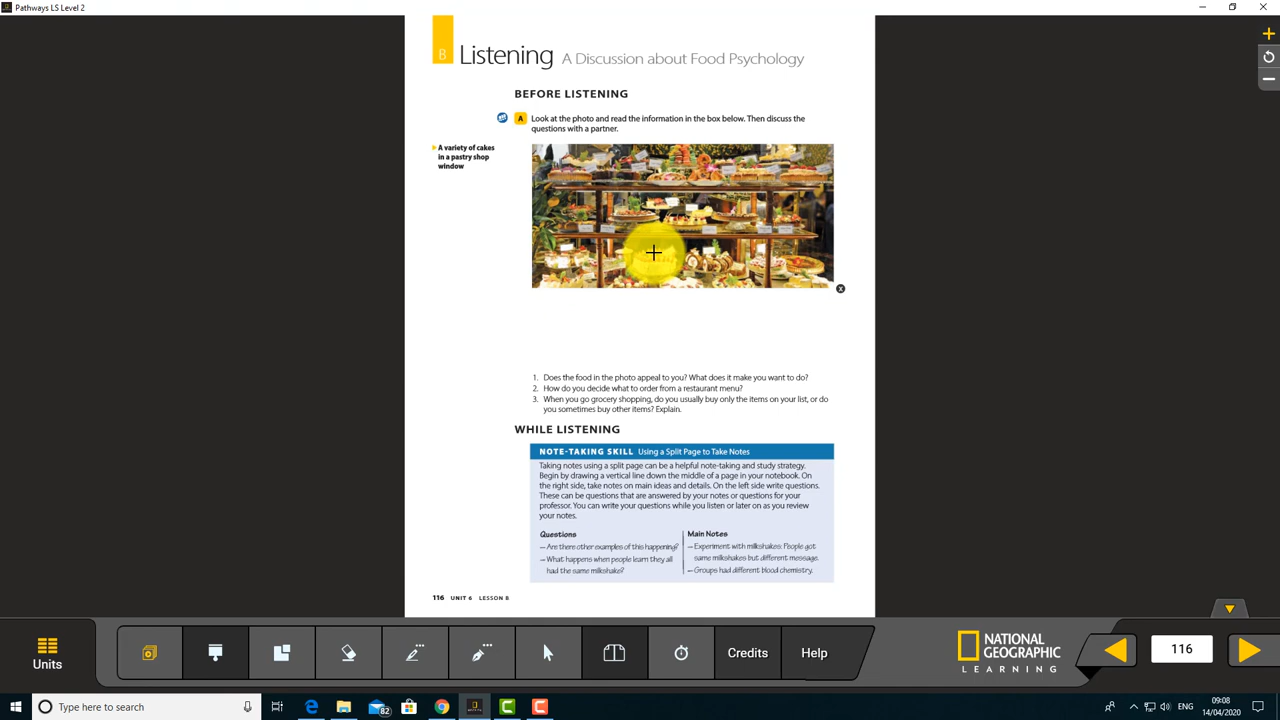 Pathways LS Level 2
B
Listening A Discussion about Food Psychology
BEFORE LISTENING
A Look at the photo and read the information in the box below. Then discuss the
questions with a partner.
A variety of cakes
in a pastry shop
window
X
1. Does the food in the photo appeal to you? What does it make you want to do?
2. How do you decide what to order from a restaurant menu?
3. When you go grocery shopping, do you usually buy only the items on your list, or do
you sometimes buy other items? Explain.
WHILE LISTENING
NOTE-TAKING SKILL Using a Split Page to Take Notes
Taking notes using a split page can be a helpful note-taking and study strategy.
Begin by drawing a vertical line down the middle of a page in your notebook. On
the right side, take notes on main ideas and details. On the left side write questions.
These can be questions that are answered by your notes or questions for your
professor. You can write your questions while you listen or later on as you review
your notes.
Questions
– Are there other examples of this happening?
– What happens when people learn they all
had the same milkshake?
Main Notes
– Experiment with milkshakes: People got
same milkshakes but different message.
– Groups had different blood chemistry.
116 UNIT 6 LESSON B
Units
Credits
Help
NATIONAL
GEOGRAPHIC
LEARNING
116
Type here to search
82
ENG
09:08
14/04/2020